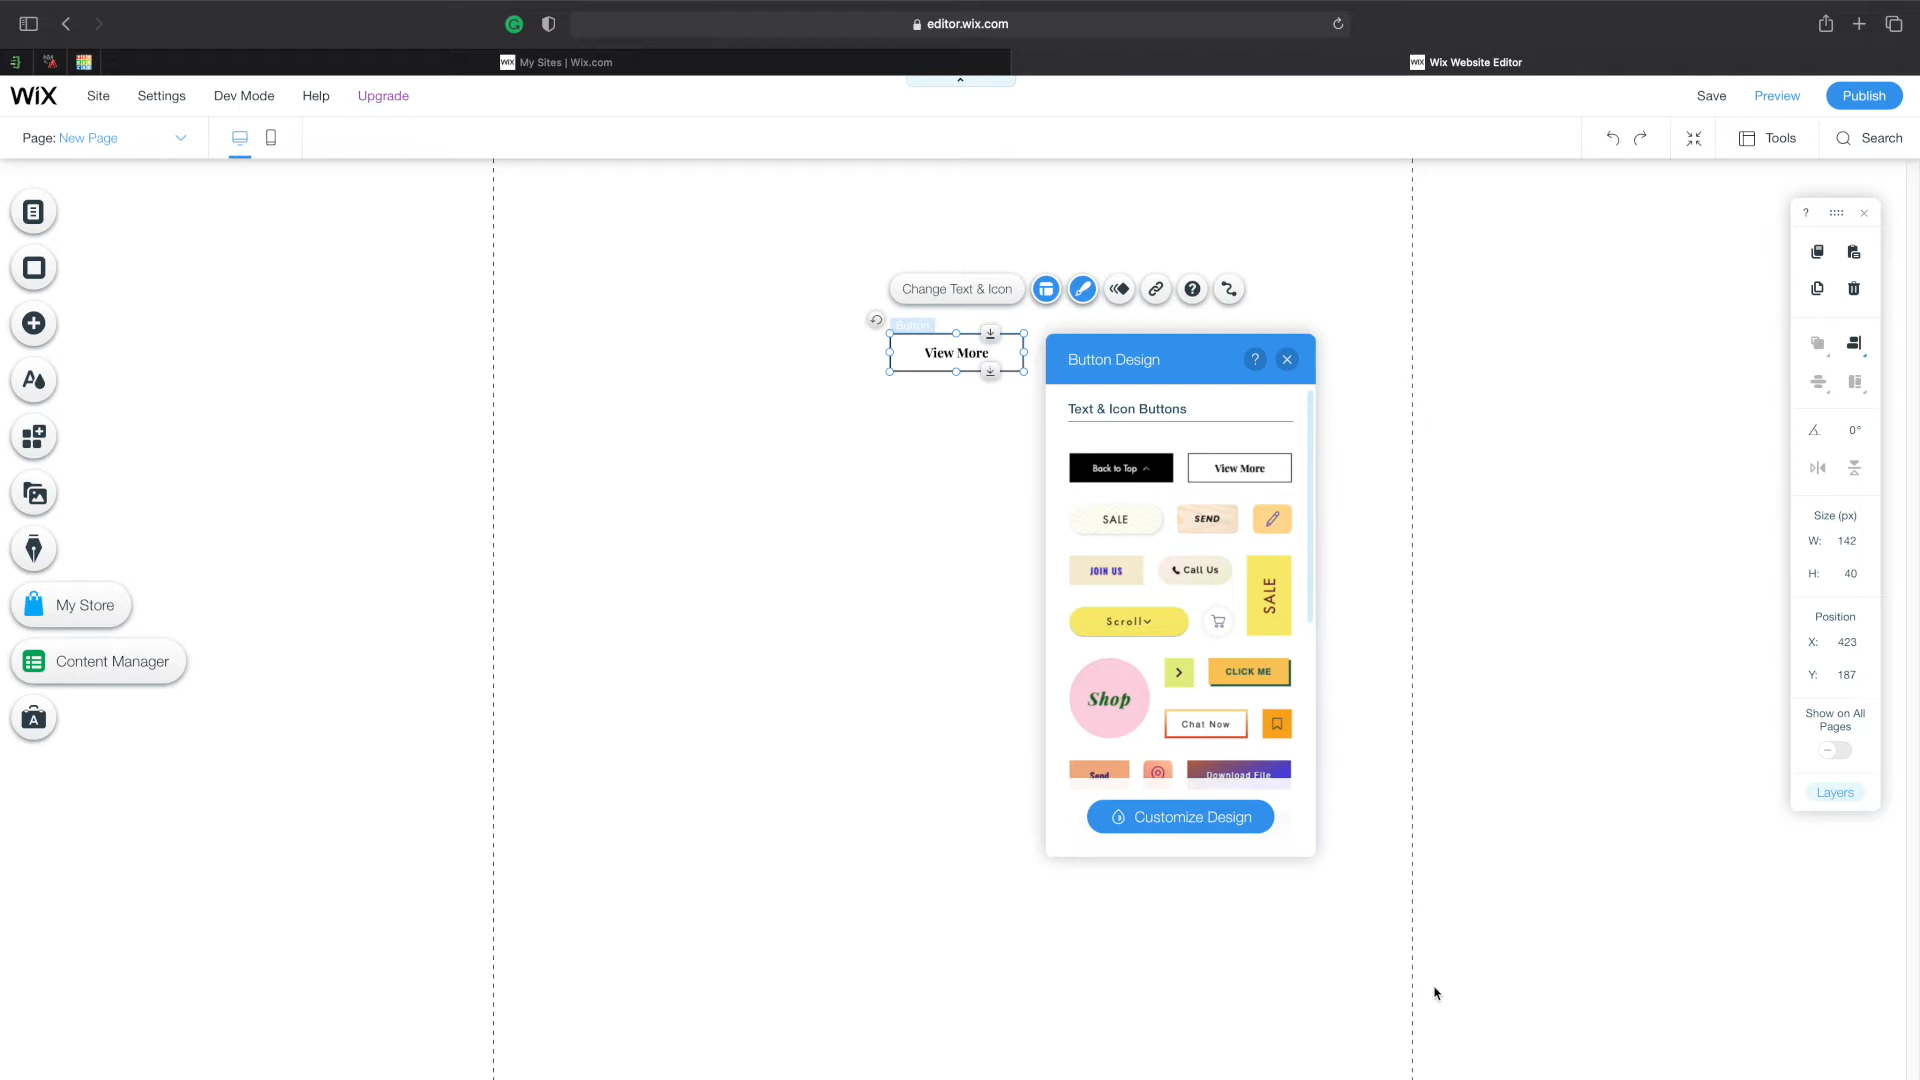 editor.wix.com
WiX My Sites | Wix.com
WiX Wix Website Editor
WiX Site Settings Dev Mode Help Upgrade
Save Preview Publish
Page: New Page
Tools Search
Change Text & Icon
Button
View More
Button Design ?
Text & Icon Buttons
Back to Top View More
SALE SEND
JOIN US Call Us
SALE
Scroll
Shop
CLICK ME
Chat Now
Send Download File
Customize Design
My Store
Content Manager
A
?
0°
Size (px)
W: 142
H: 40
Position
X: 423
Y: 187
Show on All
Pages
Layers